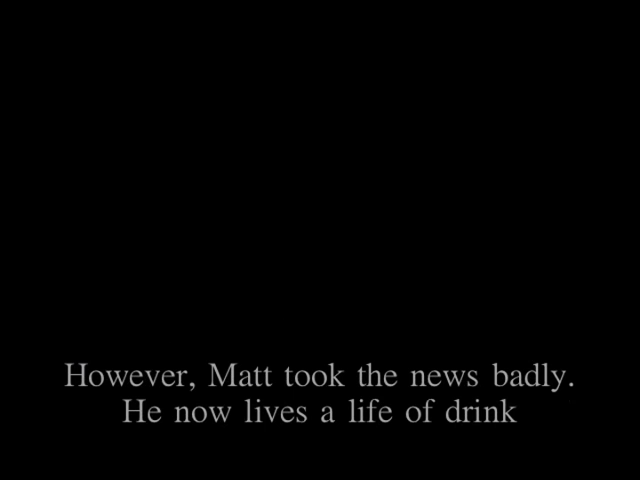 However, Matt took the news badly.
He now lives a life of drink